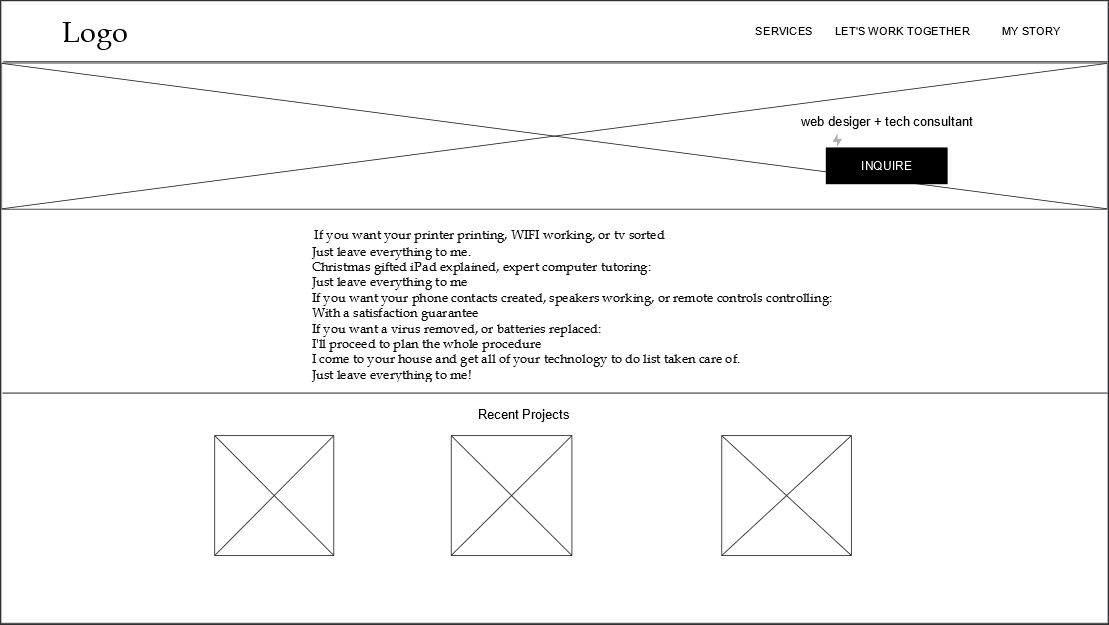 Logo
SERVICES LET'S WORK TOGETHER MY STORY
web desiger + tech consultant
INQUIRE
If you want your printer printing, WIFI working, or tv sorted
Just leave everything to me.
Christmas gifted iPad explained, expert computer tutoring:
Just leave everything to me
If you want your phone contacts created, speakers working, or remote controls controlling:
With a satisfaction guarantee
If you want a virus removed, or batteries replaced:
I'll proceed to plan the whole procedure
I come to your house and get all of your technology to do list taken care of.
Just leave everything to me!
Recent Projects